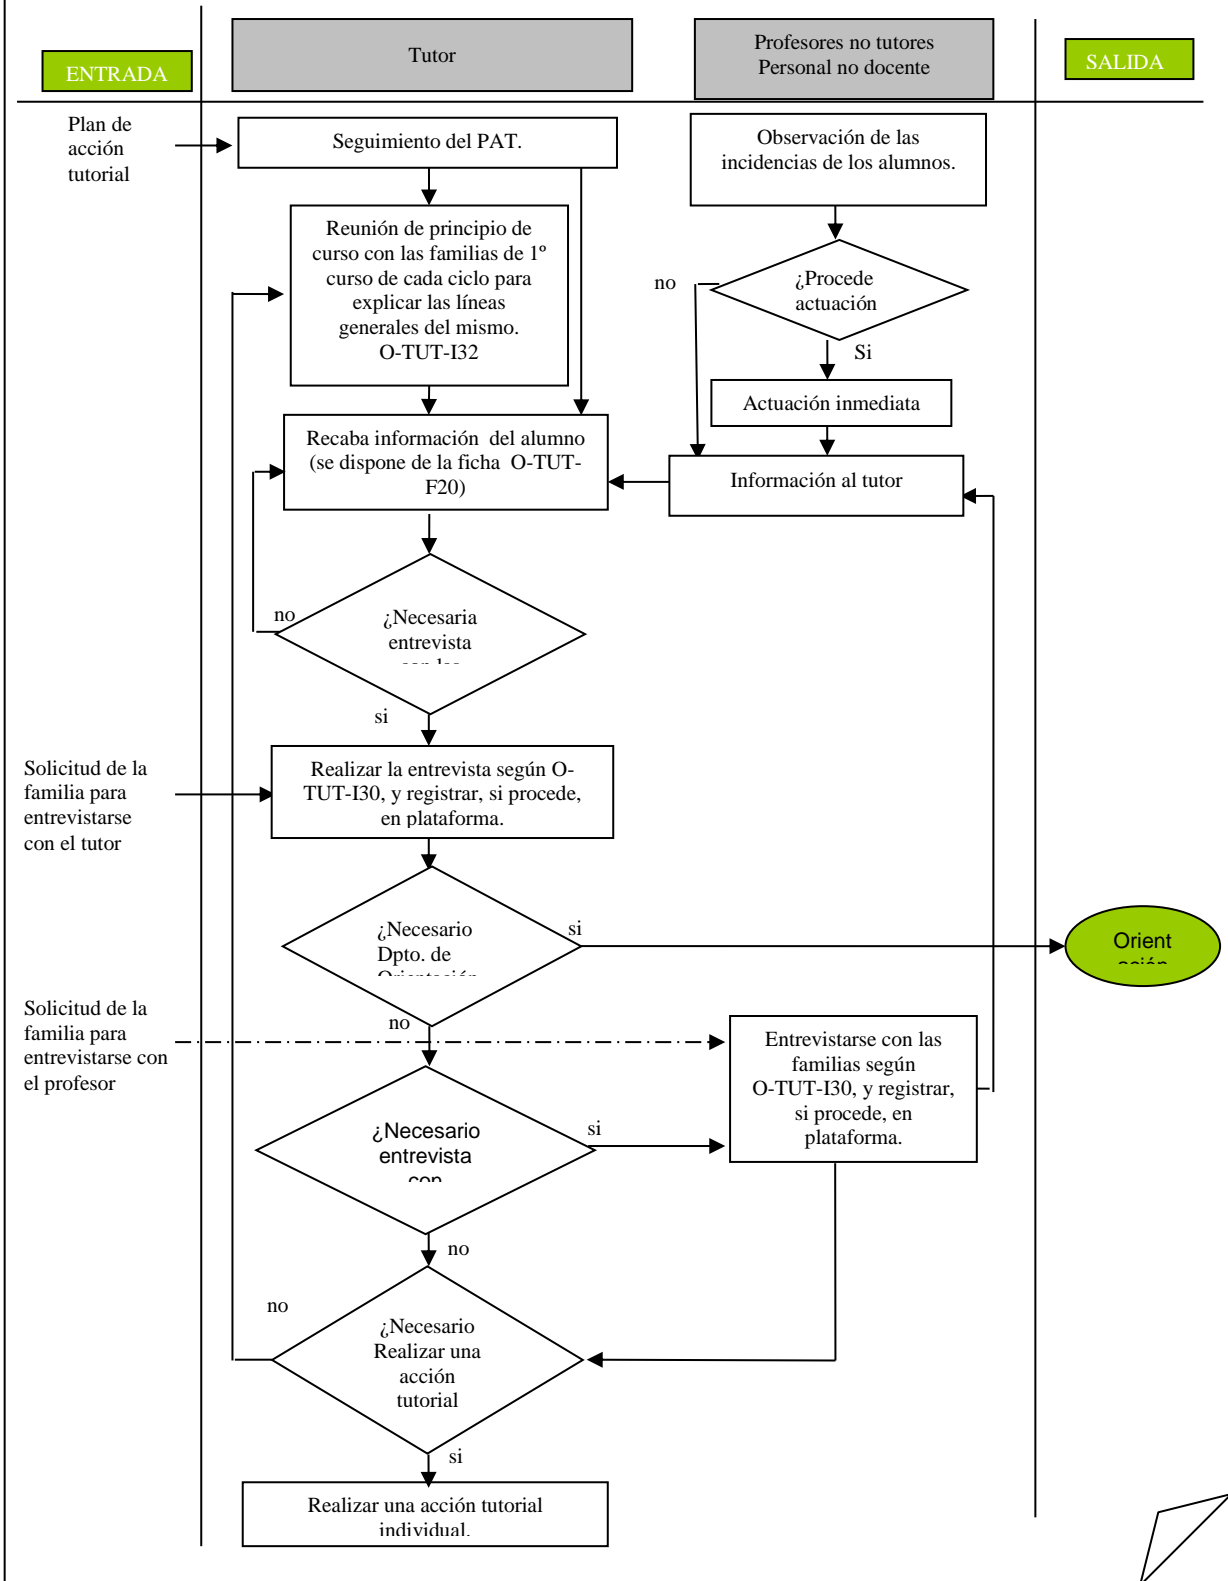 ENTRADA
Tutor
Profesores no tutores
Personal no docente
SALIDA
Plan de
acción
tutorial
Seguimiento del PAT.
Observación de las
incidencias de los alumnos.
Reunión de principio de
curso con las familias de 1º
curso de cada ciclo para
explicar las líneas
generales del mismo.
O-TUT-I32
no
¿Procede
actuación
Si
Actuación inmediata
Recaba información del alumno
(se dispone de la ficha O-TUT-
F20)
Información al tutor
no
¿Necesaria
entrevista
si
Solicitud de la
familia para
entrevistarse
con el tutor
Realizar la entrevista según O-
TUT-I30, y registrar, si procede,
en plataforma.
¿Necesario
Dpto. de
Orientación
si
Orient
ación
no
Solicitud de la
familia para
entrevistarse con
el profesor
Entrevistarse con las
familias según
O-TUT-I30, y registrar,
si procede, en
plataforma.
¿Necesario
entrevista
con
si
no
no
¿Necesario
Realizar una
acción
tutorial
si
Realizar una acción tutorial
individual.